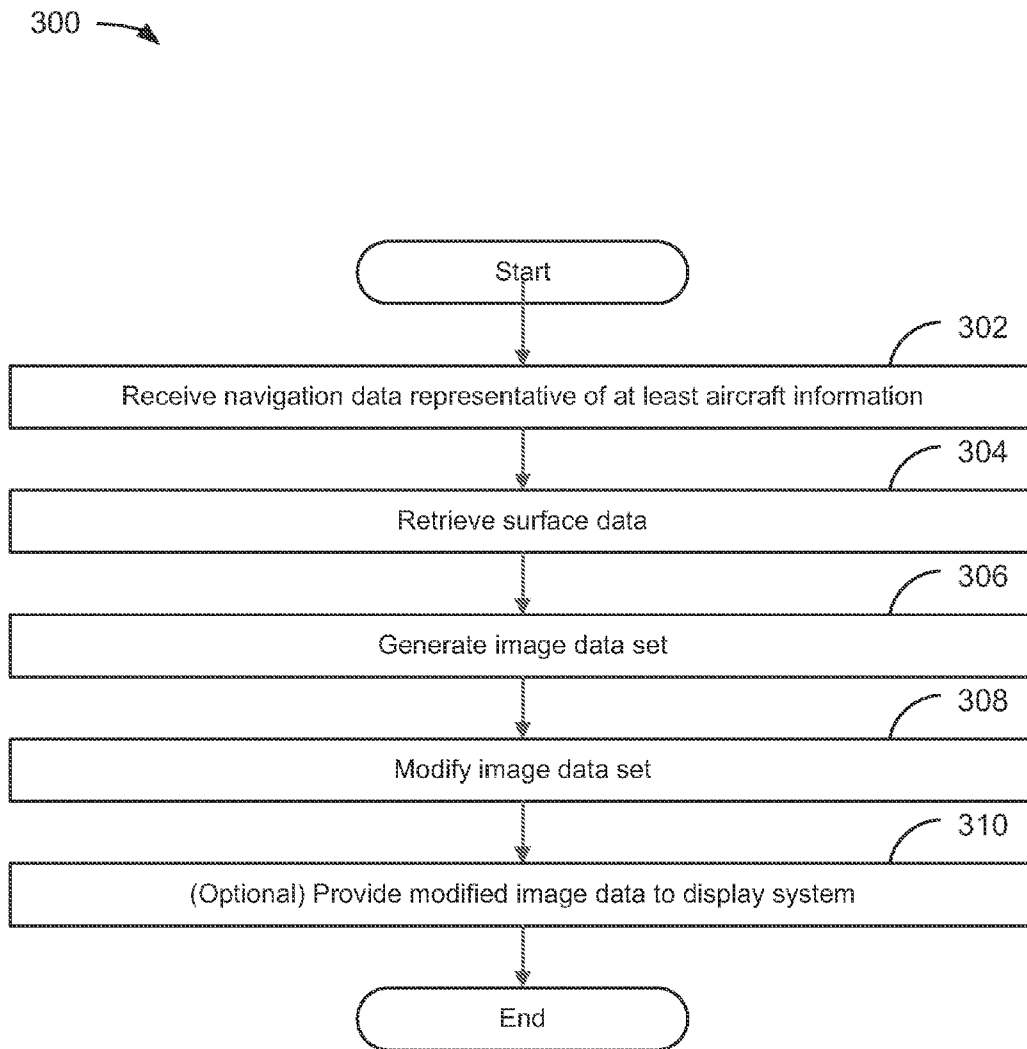 300
Start
302
Receive navigation data representative of at least aircraft information
304
Retrieve surface data
306
Generate image data set
308
Modify image data set
310
(Optional) Provide modified image data to display system
End